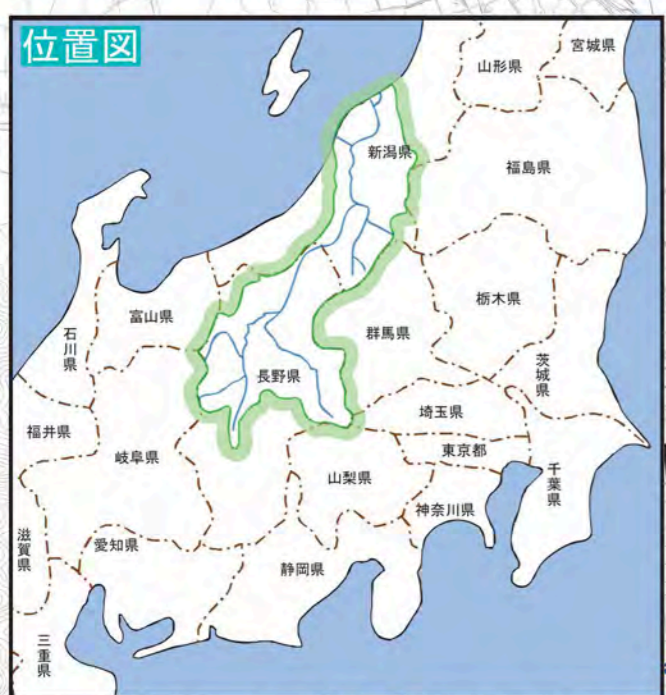 位置図
宮城県
山形県
新潟県
福島県
栃木県
富山県
群馬県
石川県
茨城県
長野県
埼玉県
福井県
岐阜県
東京都
山梨県
千葉県
神奈川県
滋賀県
愛知県
静岡県
三重県